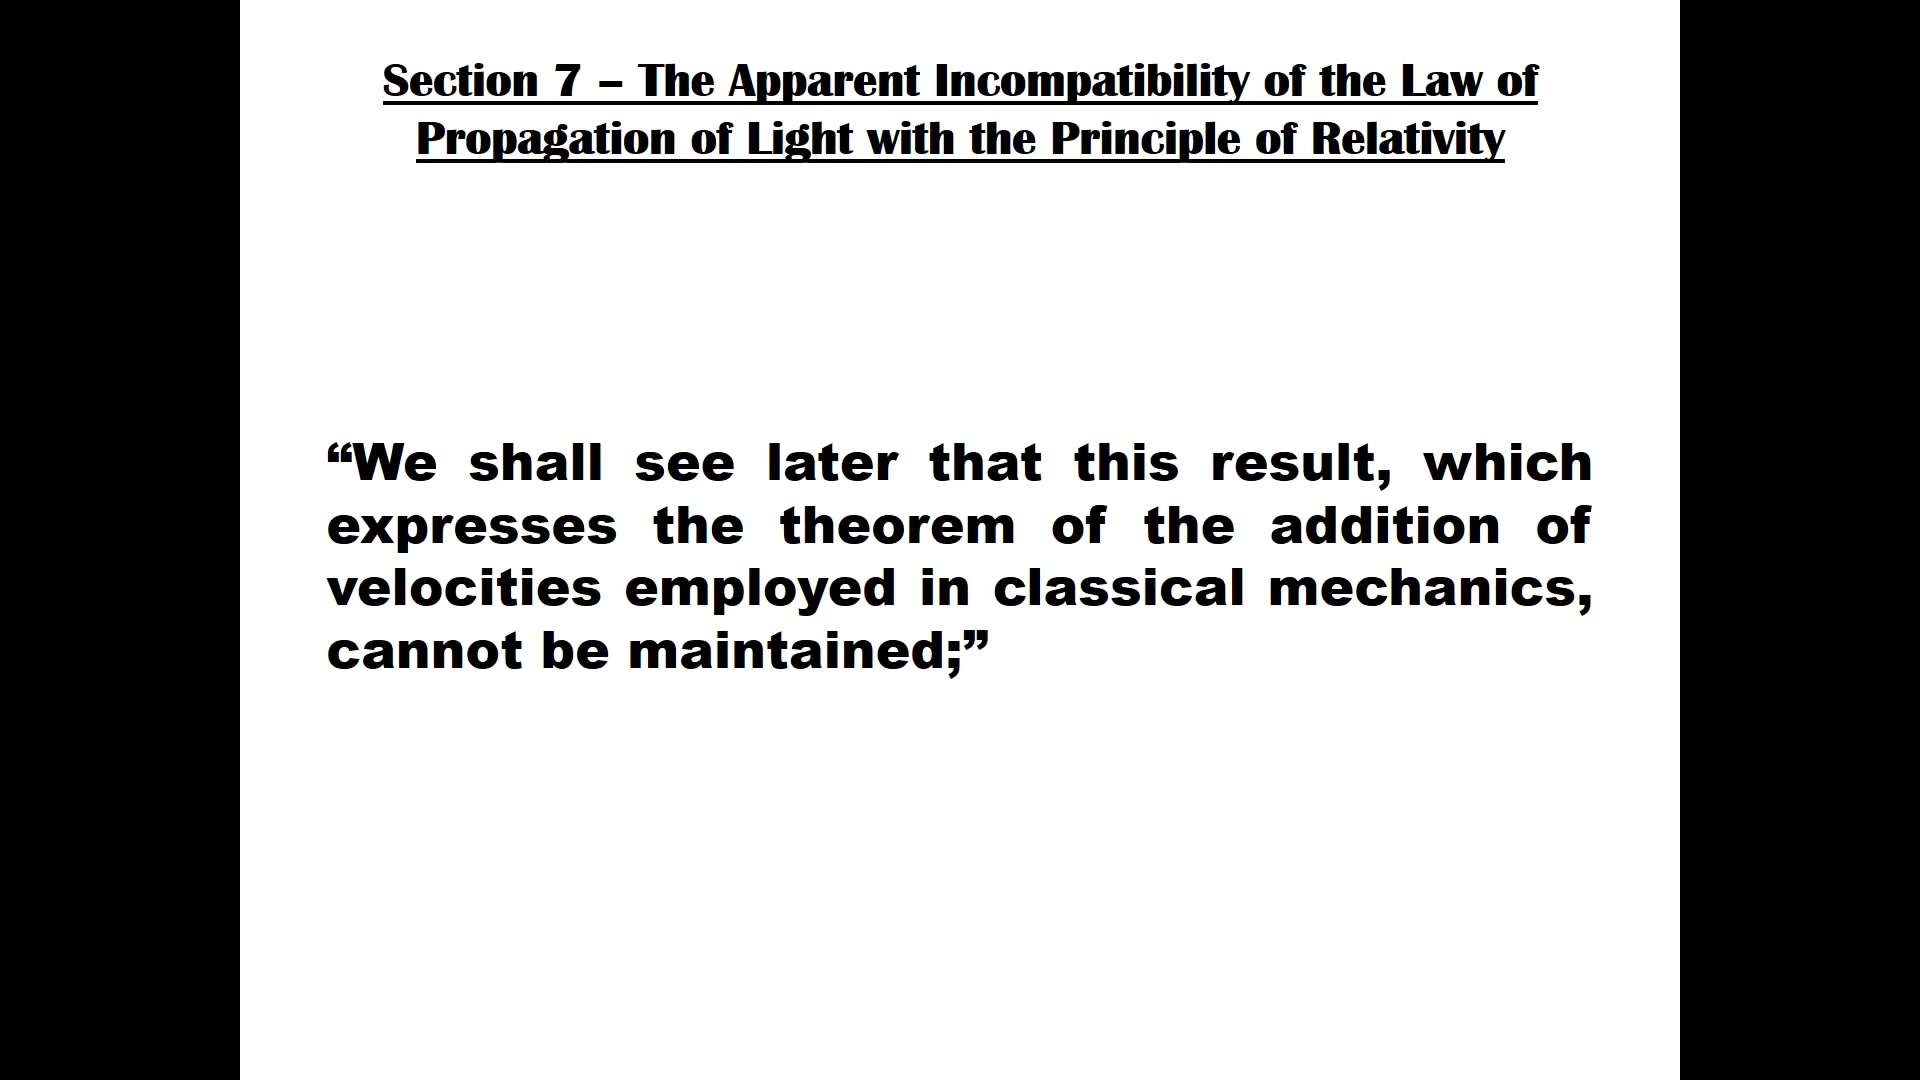 Section 7 – The Apparent Incompatibility of the Law of
Propagation of Light with the Principle of Relativity
“We shall see later that this result, which
expresses the theorem of the addition of
velocities employed in classical mechanics,
cannot be maintained;”